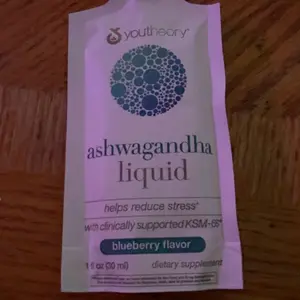 youtheory®
ashwagandha
liquid
helps reduce stress*
with clinically supported KSM-66®
blueberry flavor
1 fl oz (30 ml) dietary supplement